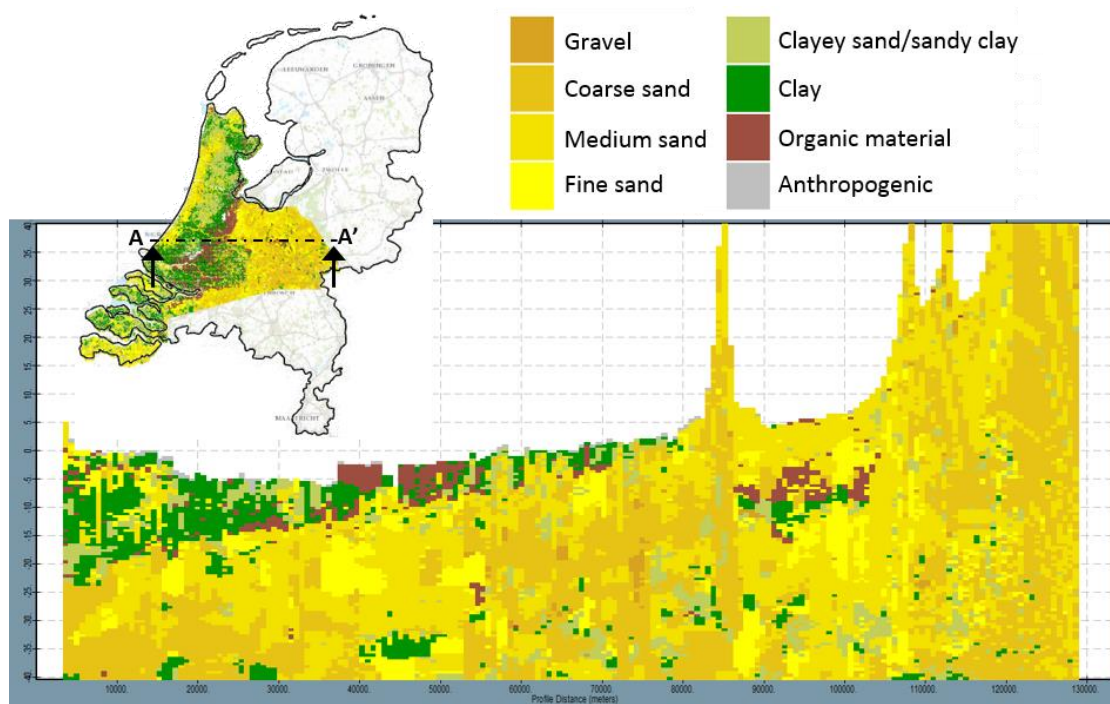 Gravel
Coarse sand
Medium sand
Fine sand
Clayey sand/sandy clay
Clay
Organic material
Anthropogenic
LEEUWARDEN
GRONINGEN
ASSEN
ZWOLLE
A
A'
MAASTRICHT
40
35
30
25
20
15
10
5
0
-5
-10
-15
-20
-25
-30
-35
-40
10000.
20000.
30000.
40000.
50000.
60000.
70000.
80000.
90000.
100000.
110000.
120000.
130000.
Profile Distance (meters)